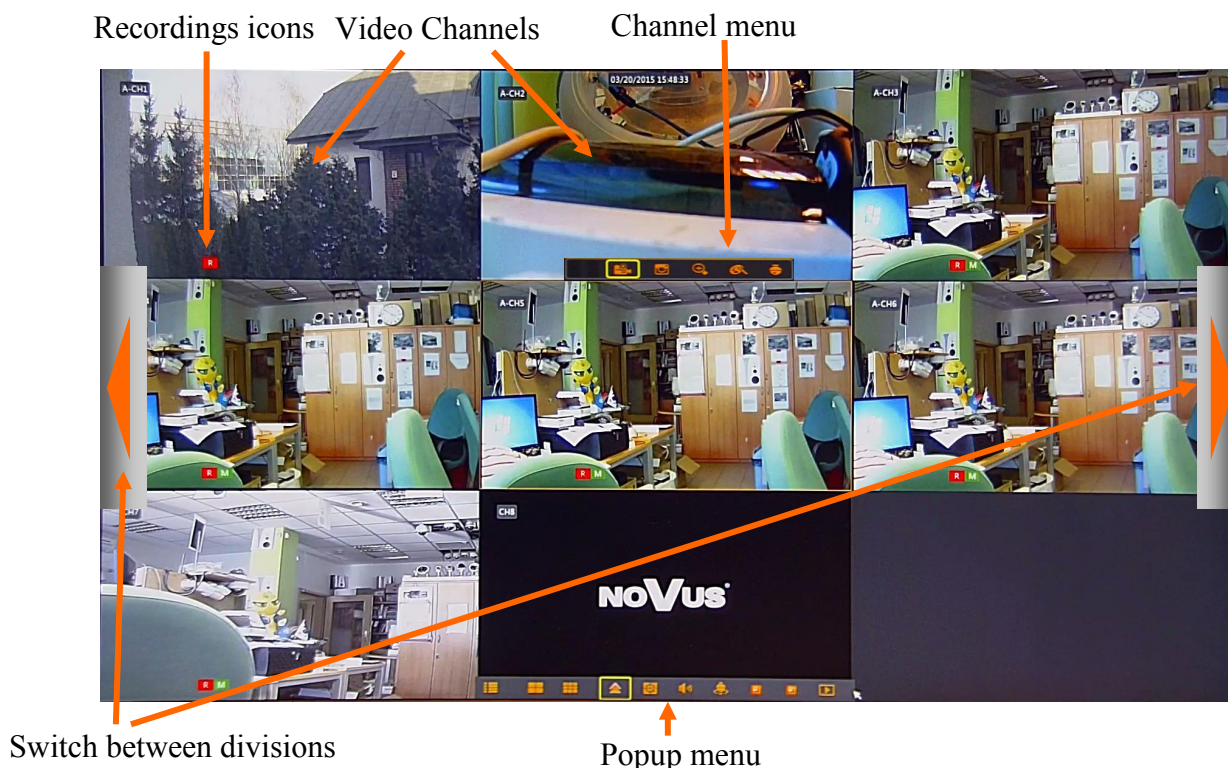 Recordings icons Video Channels Channel menu
A-CH1
A-CH2
03/20/2015 15:48:33
A-CH3
R
R M
A-CH5
A-CH6
R M
R M
R M
CH7
CH8
NOVUS
R M
Switch between divisions
Popup menu